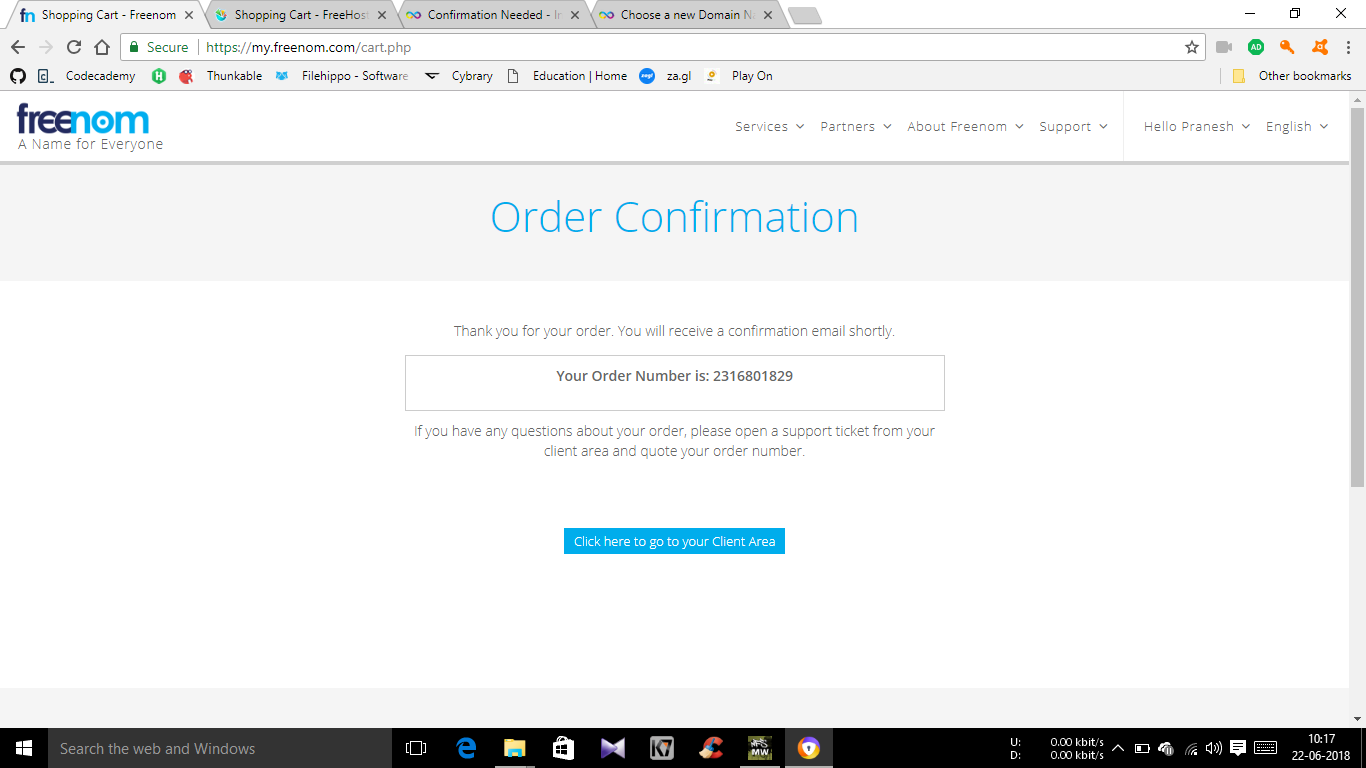 Shopping Cart - Freenom
Shopping Cart - FreeHos
Confirmation Needed - I
Choose a new Domain N
Secure
https://my.freenom.com/cart.php
AD
Codecademy
Thunkable
Filehippo - Software
Cybrary
Education | Home
za.gl
Play On
Other bookmarks
freenom
A Name for Everyone
Services
Partners
About Freenom
Support
Hello Pranesh
English
Order Confirmation
Thank you for your order. You will receive a confirmation email shortly.
Your Order Number is: 2316801829
If you have any questions about your order, please open a support ticket from your
client area and quote your order number.
Click here to go to your Client Area
Search the web and Windows
MW
U: 0.00 kbit/s
D: 0.00 kbit/s
10:17
22-06-2018